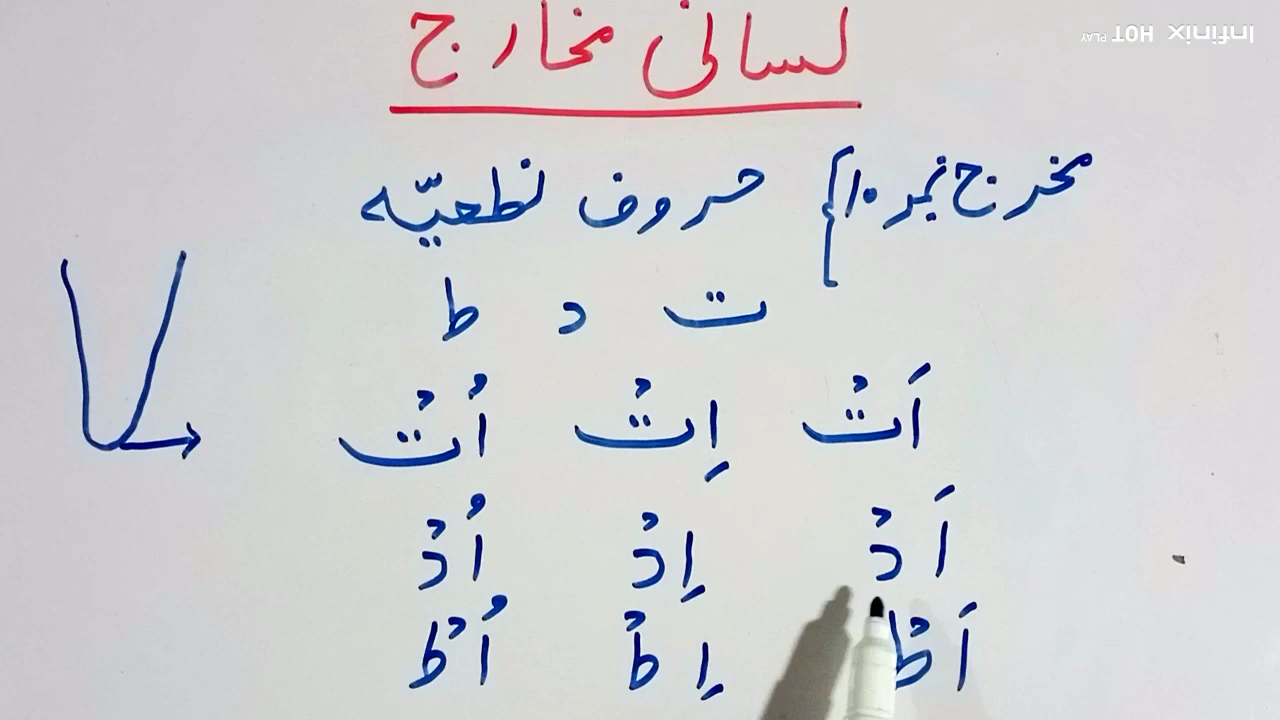 لسانی مخارج
مخرج نمبر ۱۰ { حروف نطعیّہ
ت د ط
اَتْ اِتْ اُتْ
اَدْ اِدْ اُدْ
اَطْ اِطْ اُطْ
Infinix HOT PLAY